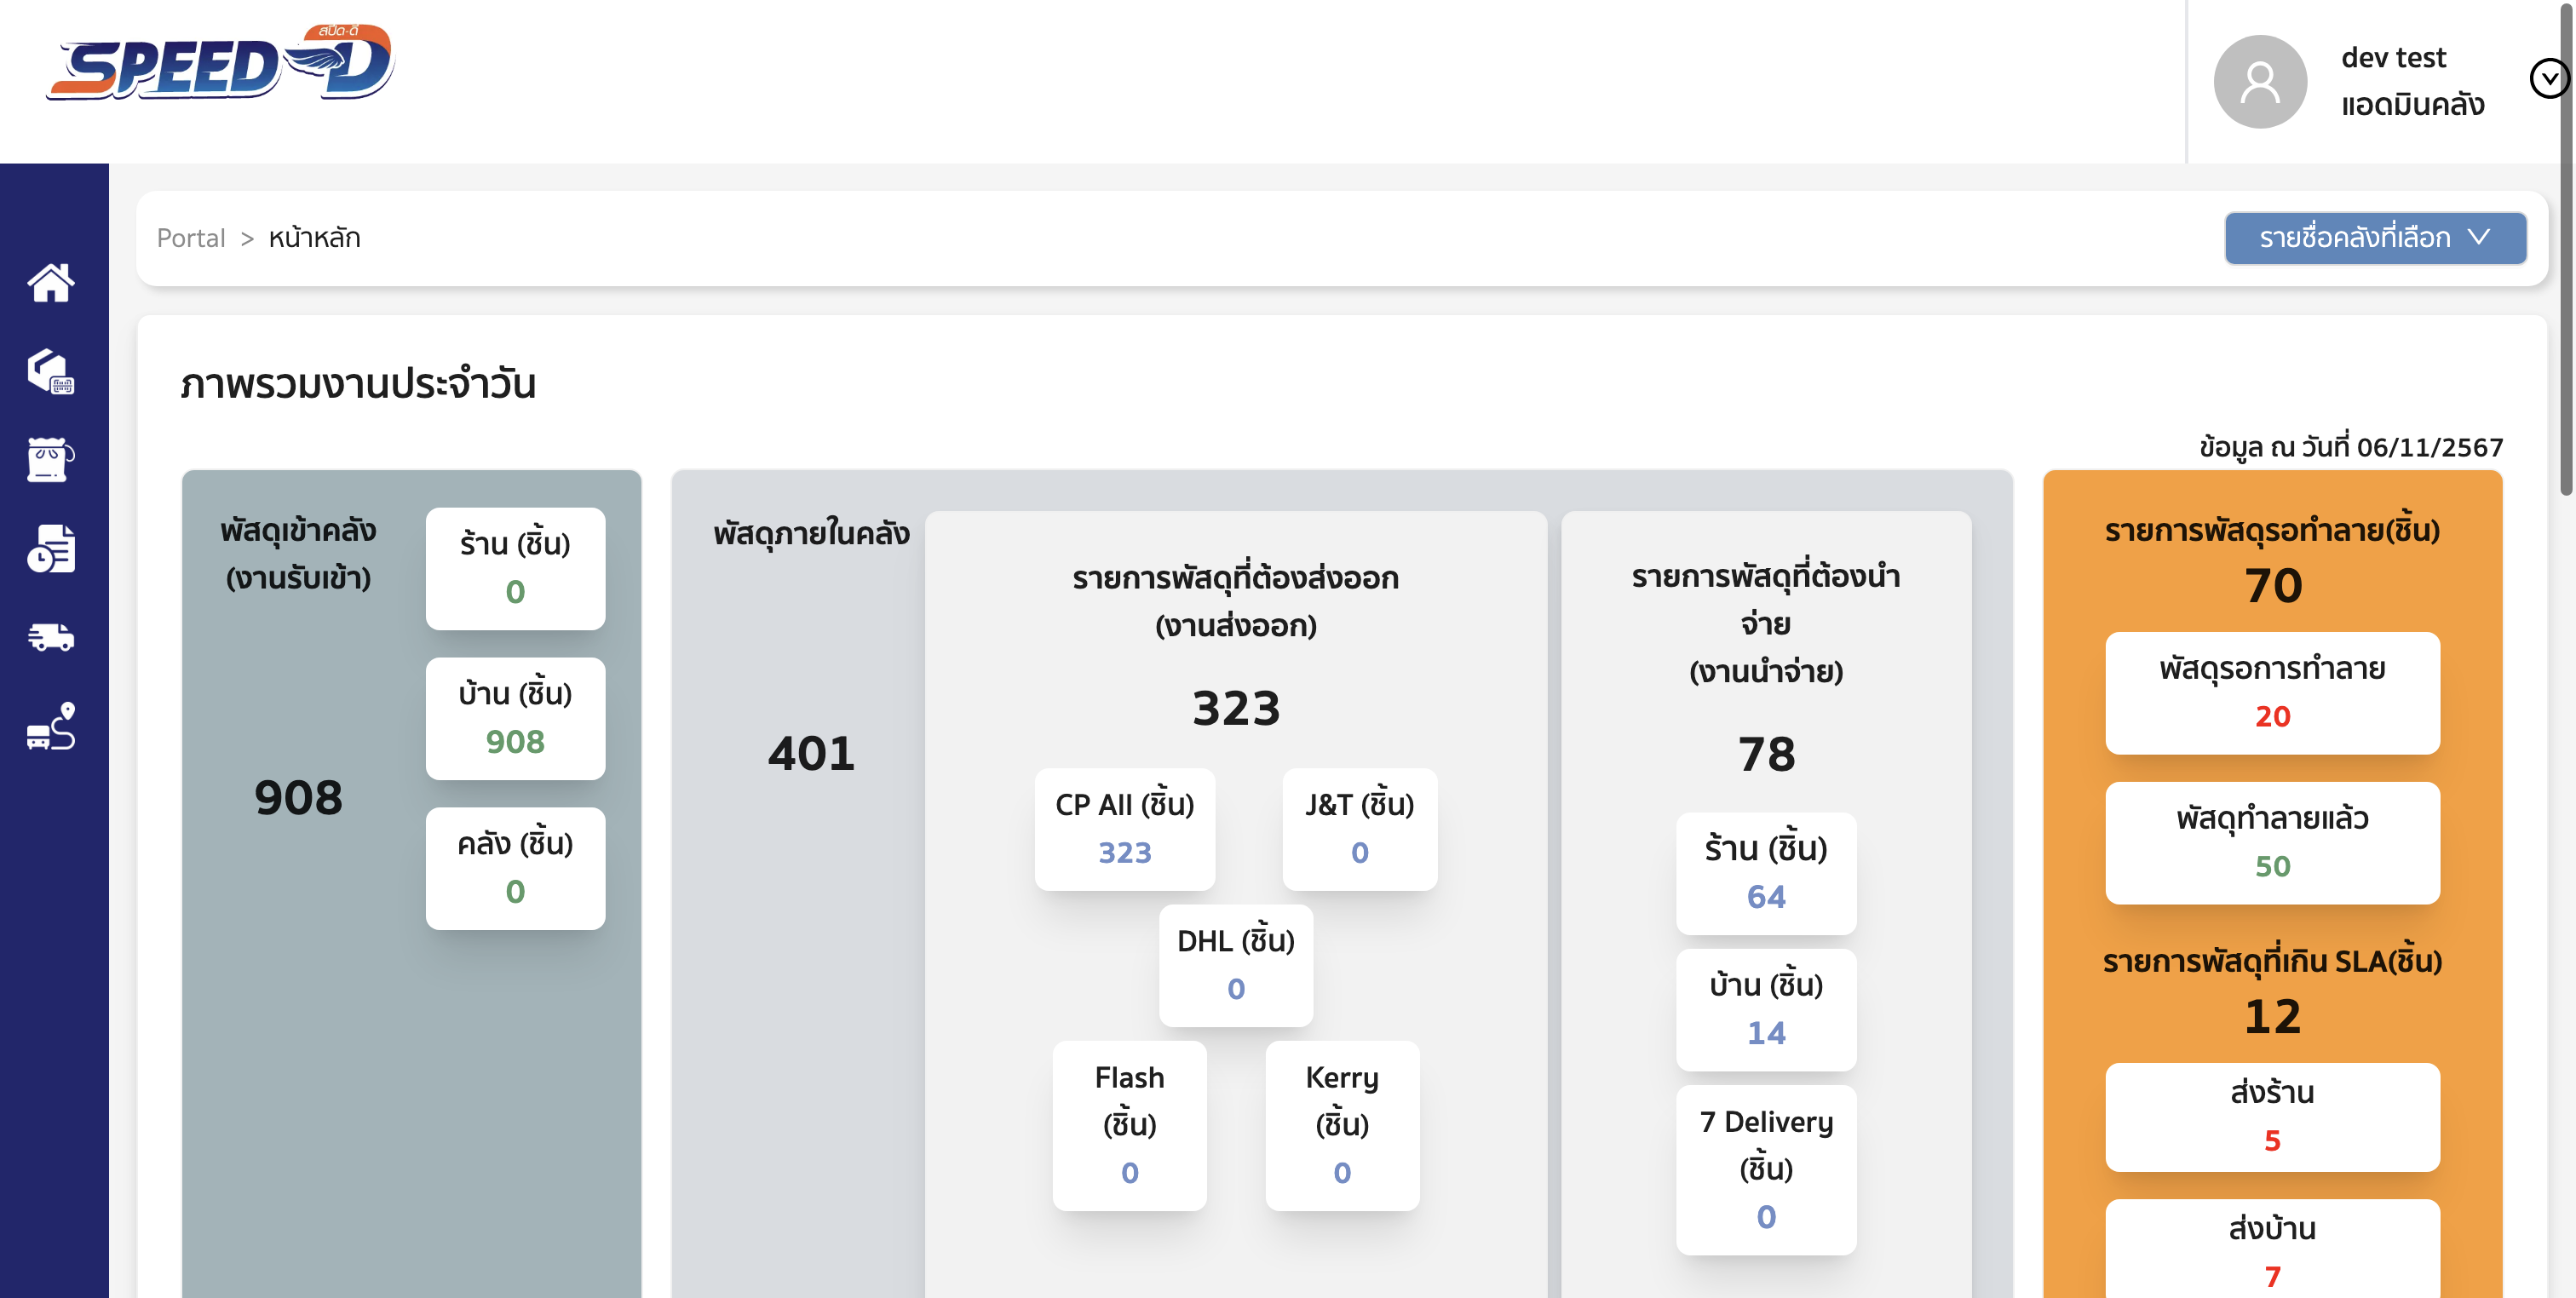 สปีด-ดี
SPEED-D
dev test
แอดมินคลัง
Portal > หน้าหลัก
รายชื่อคลังที่เลือก
ภาพรวมงานประจำวัน
ข้อมูล ณ วันที่ 06/11/2567
พัสดุเข้าคลัง
(งานรับเข้า)
908
ร้าน (ชิ้น)
0
บ้าน (ชิ้น)
908
คลัง (ชิ้น)
0
พัสดุภายในคลัง
401
รายการพัสดุที่ต้องส่งออก
(งานส่งออก)
323
CP All (ชิ้น)
323
J&T (ชิ้น)
0
DHL (ชิ้น)
0
Flash
(ชิ้น)
0
Kerry
(ชิ้น)
0
รายการพัสดุที่ต้องนำ
จ่าย
(งานนำจ่าย)
78
ร้าน (ชิ้น)
64
บ้าน (ชิ้น)
14
7 Delivery
(ชิ้น)
0
รายการพัสดุรอทำลาย(ชิ้น)
70
พัสดุรอการทำลาย
20
พัสดุทำลายแล้ว
50
รายการพัสดุที่เกิน SLA(ชิ้น)
12
ส่งร้าน
5
ส่งบ้าน
7